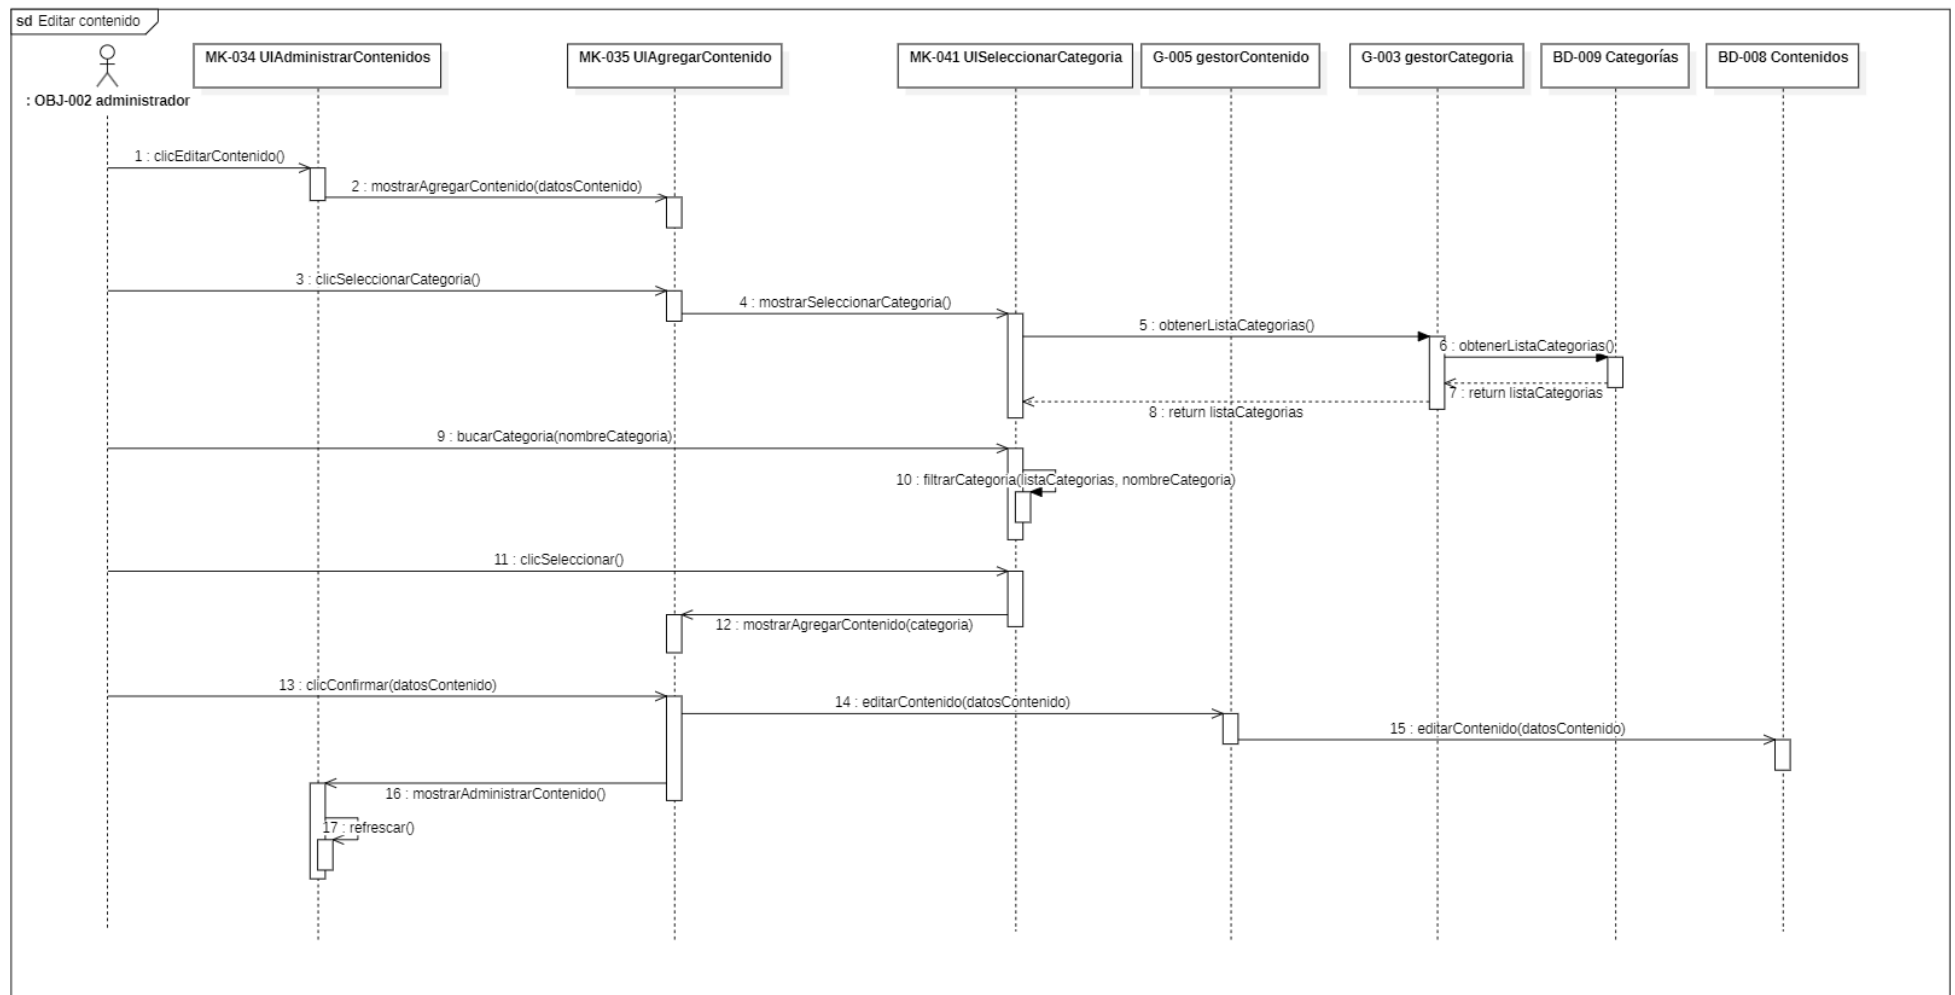 sd Editar contenido
: OBJ-002 administrador
MK-034 UIAdministrarContenidos
MK-035 UIAgregarContenido
MK-041 UISeleccionarCategoria
G-005 gestorContenido
G-003 gestorCategoria
BD-009 Categorías
BD-008 Contenidos
1 : clicEditarContenido()
2 : mostrarAgregarContenido(datosContenido)
3 : clicSeleccionarCategoria()
4 : mostrarSeleccionarCategoria()
5 : obtenerListaCategorias()
6 : obtenerListaCategorias()
7 : return listaCategorias
8 : return listaCategorias
9 : bucarCategoria(nombreCategoria)
10 : filtrarCategoria(listaCategorias, nombreCategoria)
11 : clicSeleccionar()
12 : mostrarAgregarContenido(categoria)
13 : clicConfirmar(datosContenido)
14 : editarContenido(datosContenido)
15 : editarContenido(datosContenido)
16 : mostrarAdministrarContenido()
17 : refrescar()